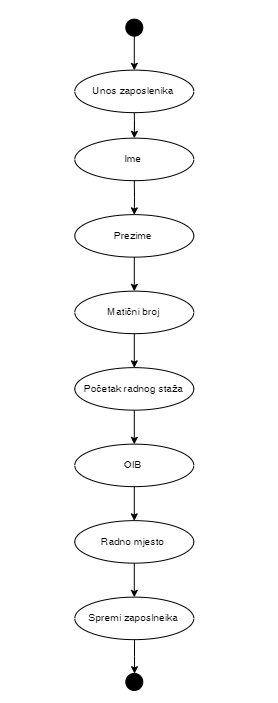 Unos zaposlenika
Ime
Prezime
Matični broj
Početak radnog staža
OIB
Radno mjesto
Spremi zaposlneika